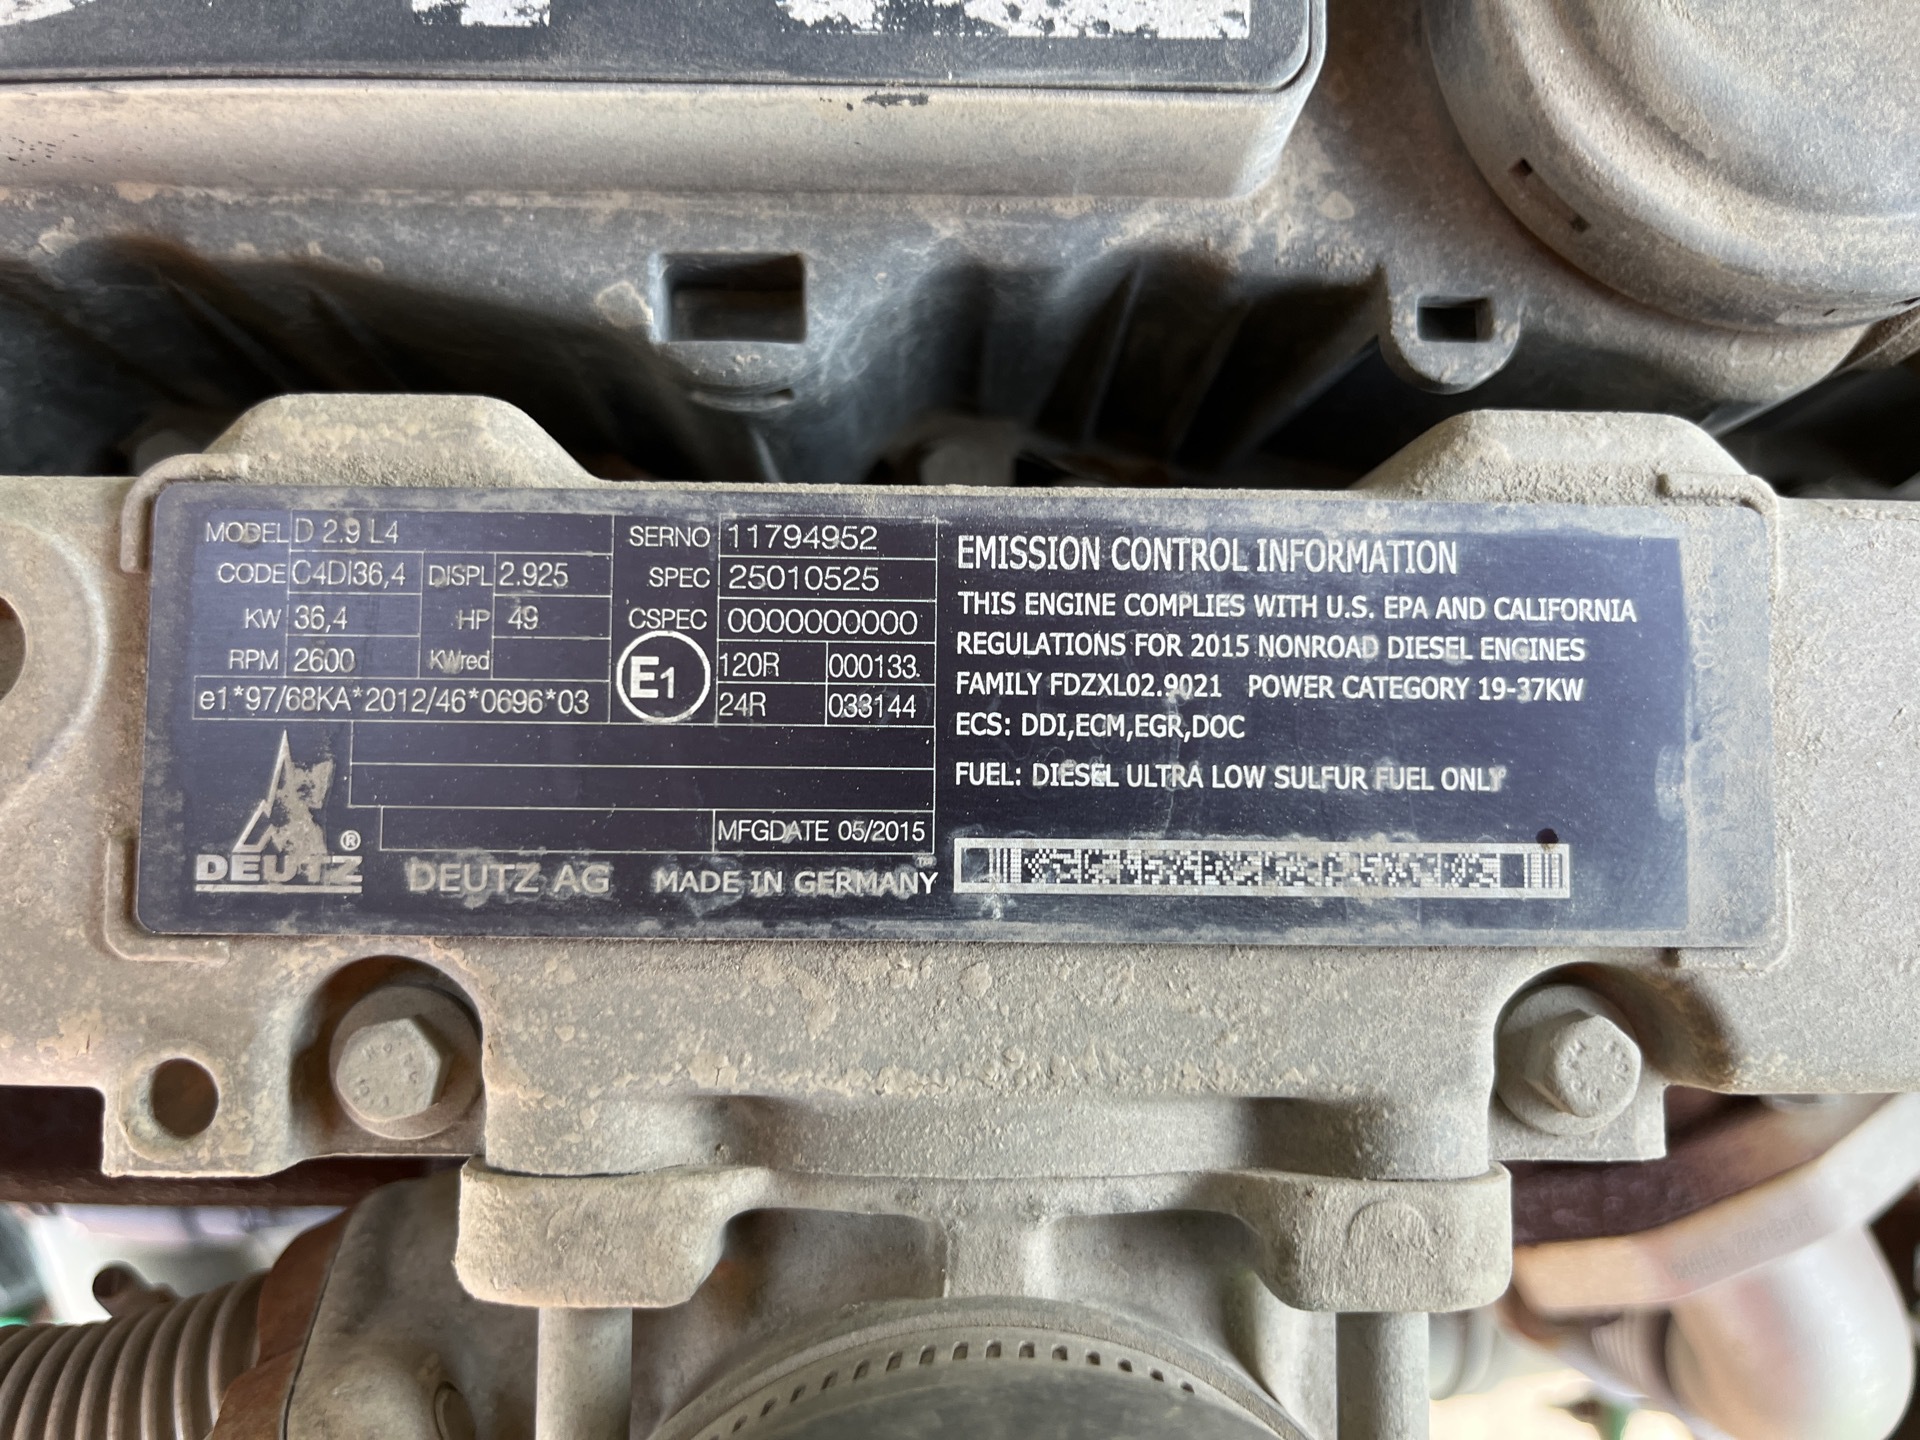 MODEL D 2.9 L4
CODE C4DI36,4 DISPL 2.925
KW 36,4 HP 49
RPM 2600 KWred
e1*97/68KA*2012/46*0696*03
SERNO 11794952
SPEC 25010525
CSPEC 0000000000
E1 120R 000133
24R 033144
MFGDATE 05/2015
DEUTZ ®
DEUTZ AG MADE IN GERMANY
EMISSION CONTROL INFORMATION
THIS ENGINE COMPLIES WITH U.S. EPA AND CALIFORNIA
REGULATIONS FOR 2015 NONROAD DIESEL ENGINES
FAMILY FDZXL02.9021 POWER CATEGORY 19-37KW
ECS: DDI,ECM,EGR,DOC
FUEL: DIESEL ULTRA LOW SULFUR FUEL ONLY